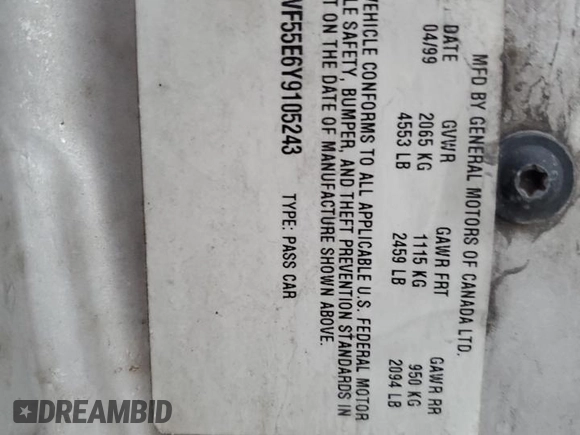 MFD BY GENERAL MOTORS OF CANADA LTD.
DATE GVWR GAWR FRT GAWR RR
04/99 2065 KG 1115 KG 950 KG
4553 LB 2459 LB 2094 LB
VEHICLE CONFORMS TO ALL APPLICABLE U.S. FEDERAL MOTOR
LE SAFETY, BUMPER, AND THEFT PREVENTION STANDARDS IN
T ON THE DATE OF MANUFACTURE SHOWN ABOVE.
VF55E6Y9105243 TYPE: PASS CAR
DREAMBID